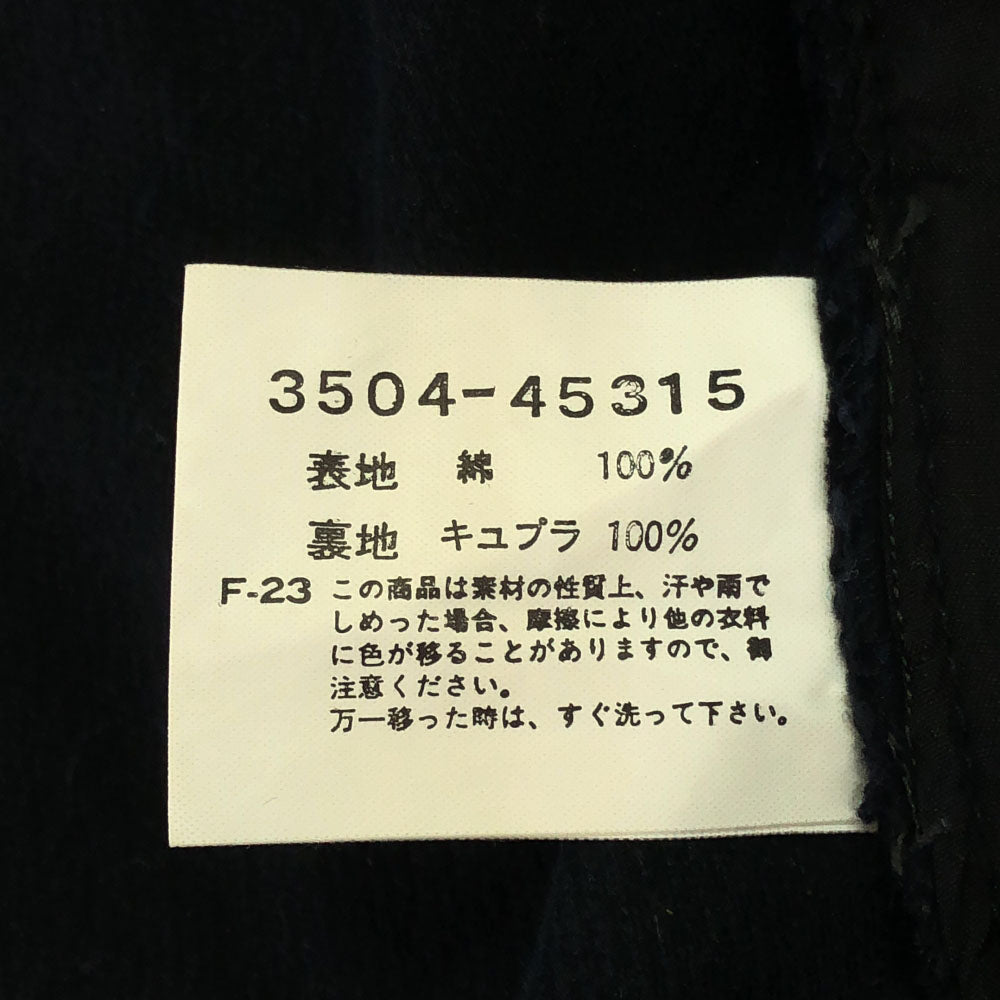 3504-45315
表地 綿 100%
裏地 キュプラ 100%
F-23 この商品は素材の性質上、汗や雨で
しめった場合、摩擦により他の衣料
に色が移ることがありますので、御
注意ください。
万一移った時は、すぐ洗って下さい。